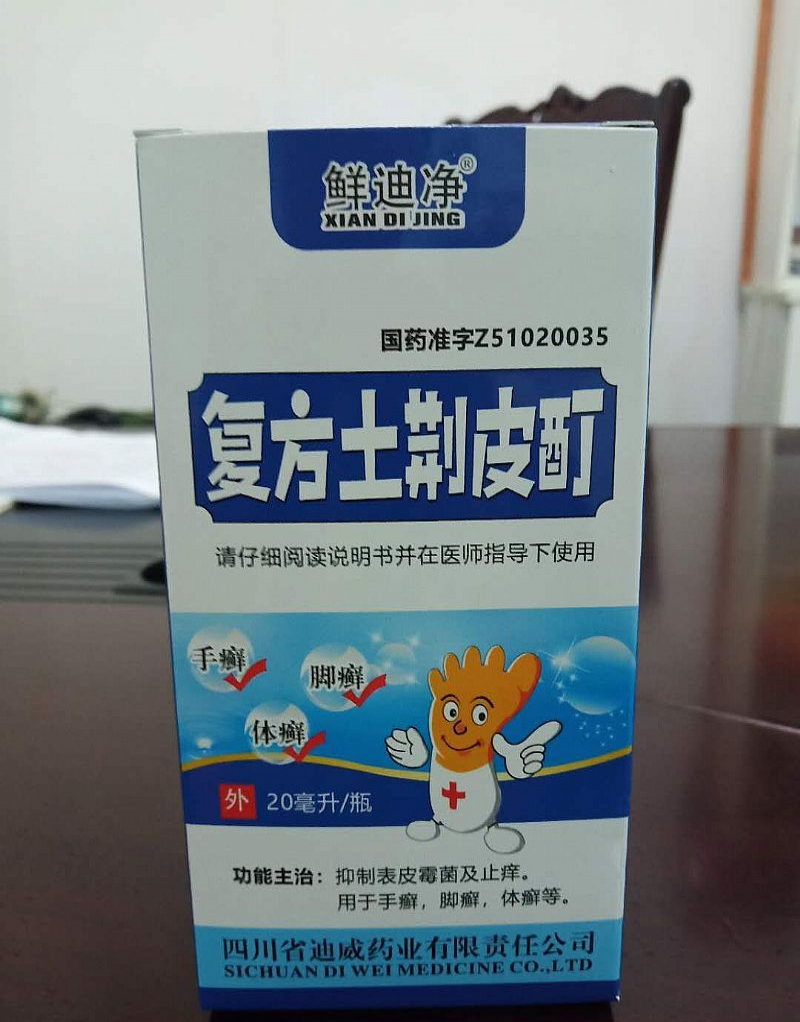 鲜迪净®
XIAN DI JING
国药准字Z51020035
复方土荆皮酊
请仔细阅读说明书并在医师指导下使用
手癣
脚癣
体癣
外 20毫升/瓶
功能主治：抑制表皮霉菌及止痒。
用于手癣，脚癣，体癣等。
四川省迪威药业有限责任公司
SICHUAN DI WEI MEDICINE CO.,LTD